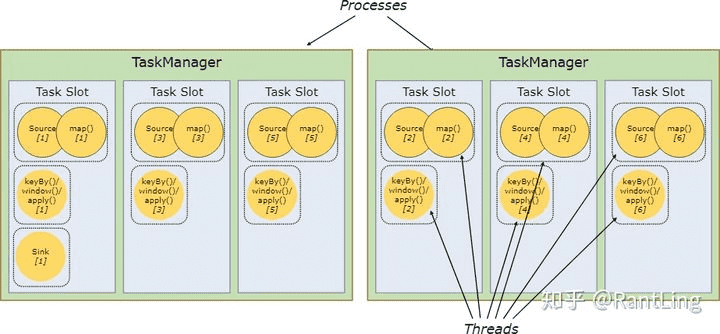 Processes
TaskManager
Task Slot
Task Slot
Task Slot
Source
[1]
map()
[1]
Source
[3]
map()
[3]
Source
[5]
map()
[5]
keyBy()/
window()/
apply()
[1]
keyBy()/
window()/
apply()
[3]
keyBy()/
window()/
apply()
[5]
Sink
[1]
TaskManager
Task Slot
Task Slot
Task Slot
Source
[2]
map()
[2]
Source
[4]
map()
[4]
Source
[6]
map()
[6]
keyBy()/
window()/
apply()
[2]
keyBy()/
window()/
apply()
[4]
keyBy()/
window()/
apply()
[6]
Threads
知乎 @RantLing